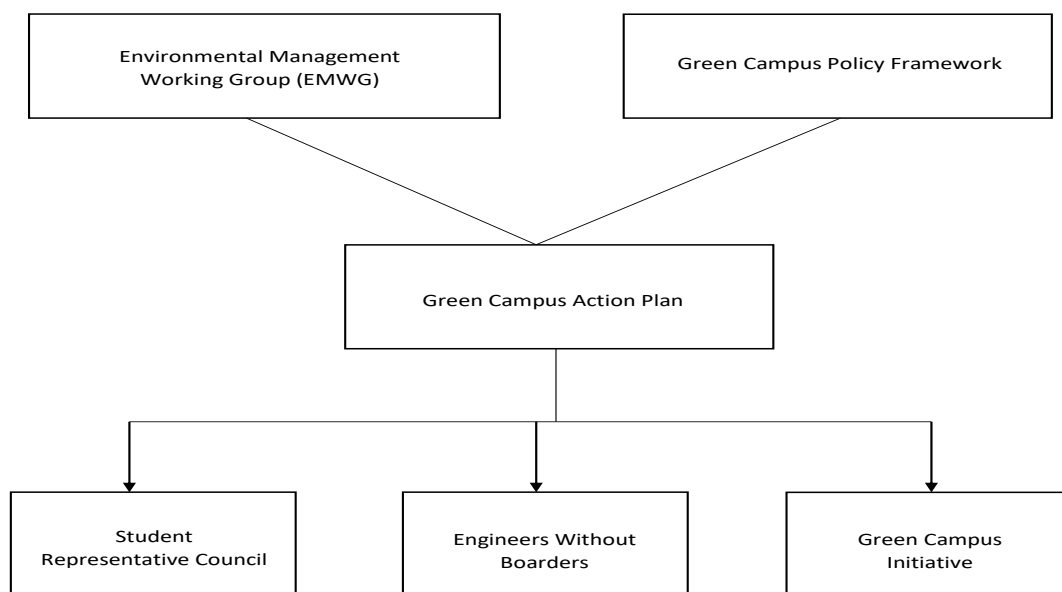 Environmental Management
Working Group (EMWG)
Green Campus Policy Framework
Green Campus Action Plan
Student
Representative Council
Engineers Without
Boarders
Green Campus
Initiative